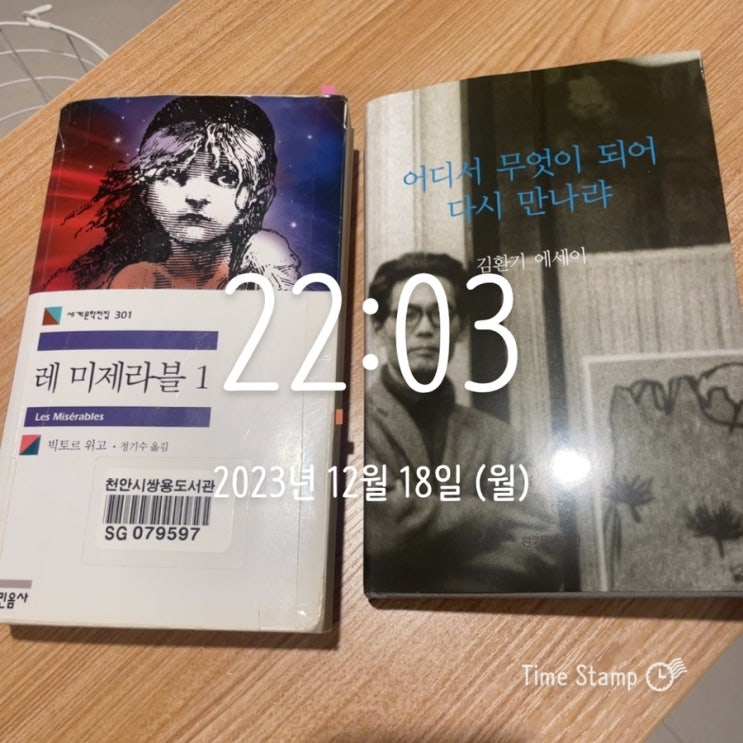 세계문학전집 301
레 미제라블 1
Les Misérables
빅토르 위고 · 정기수 옮김
천안시쌍용도서관
SG 079597
민음사
어디서 무엇이 되어
다시 만나랴
김환기 에세이
22:03
2023년 12월 18일 (월)
Time Stamp